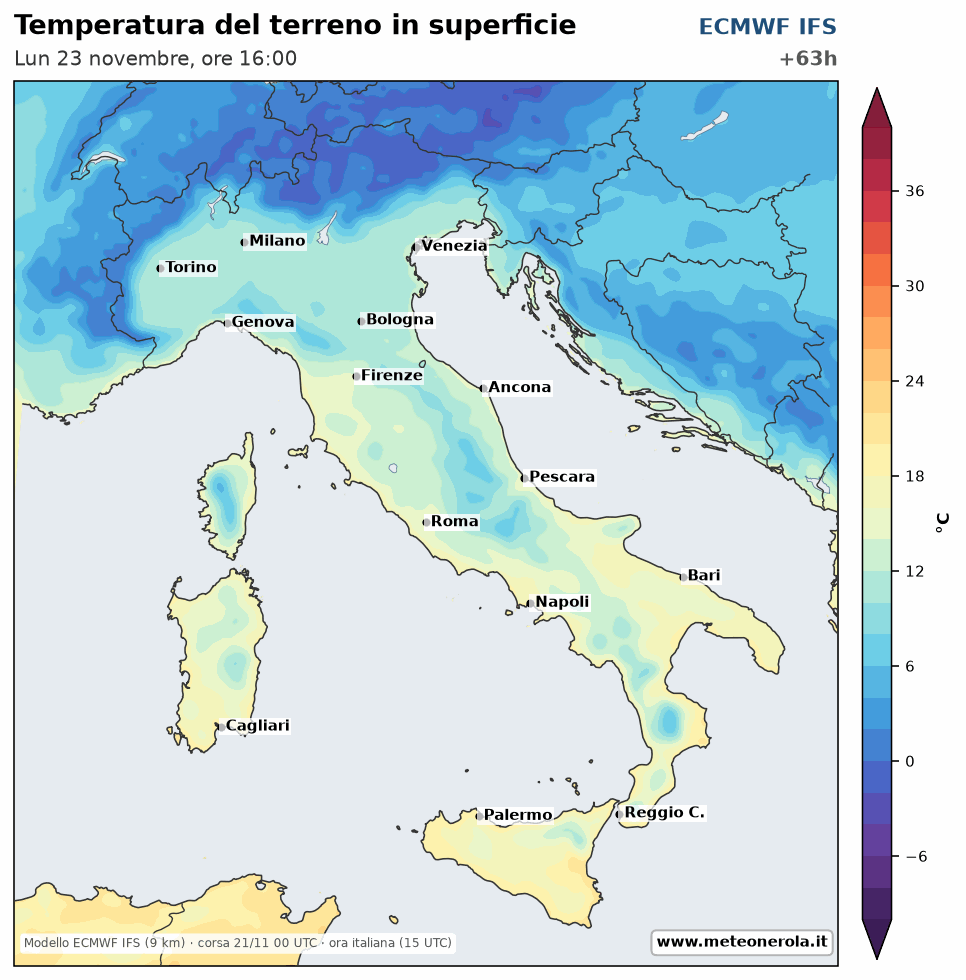 Temperatura del terreno in superficie
ECMWF IFS
Lun 23 novembre, ore 16:00
+63h
Milano
Venezia
Torino
Genova
Bologna
Firenze
Ancona
Pescara
Roma
Bari
Napoli
Cagliari
Palermo
Reggio C.
36
30
24
18
12
6
0
−6
°C
Modello ECMWF IFS (9 km) · corsa 21/11 00 UTC · ora italiana (15 UTC)
www.meteonerola.it